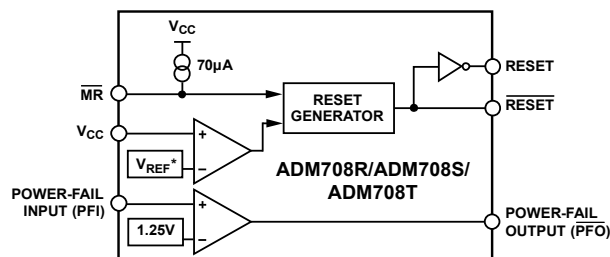 VCC
70µA
MR
RESET
RESET
GENERATOR
RESET
VCC
+
VREF*
−
ADM708R/ADM708S/
ADM708T
POWER-FAIL
INPUT (PFI)
+
1.25V
−
POWER-FAIL
OUTPUT (PFO)